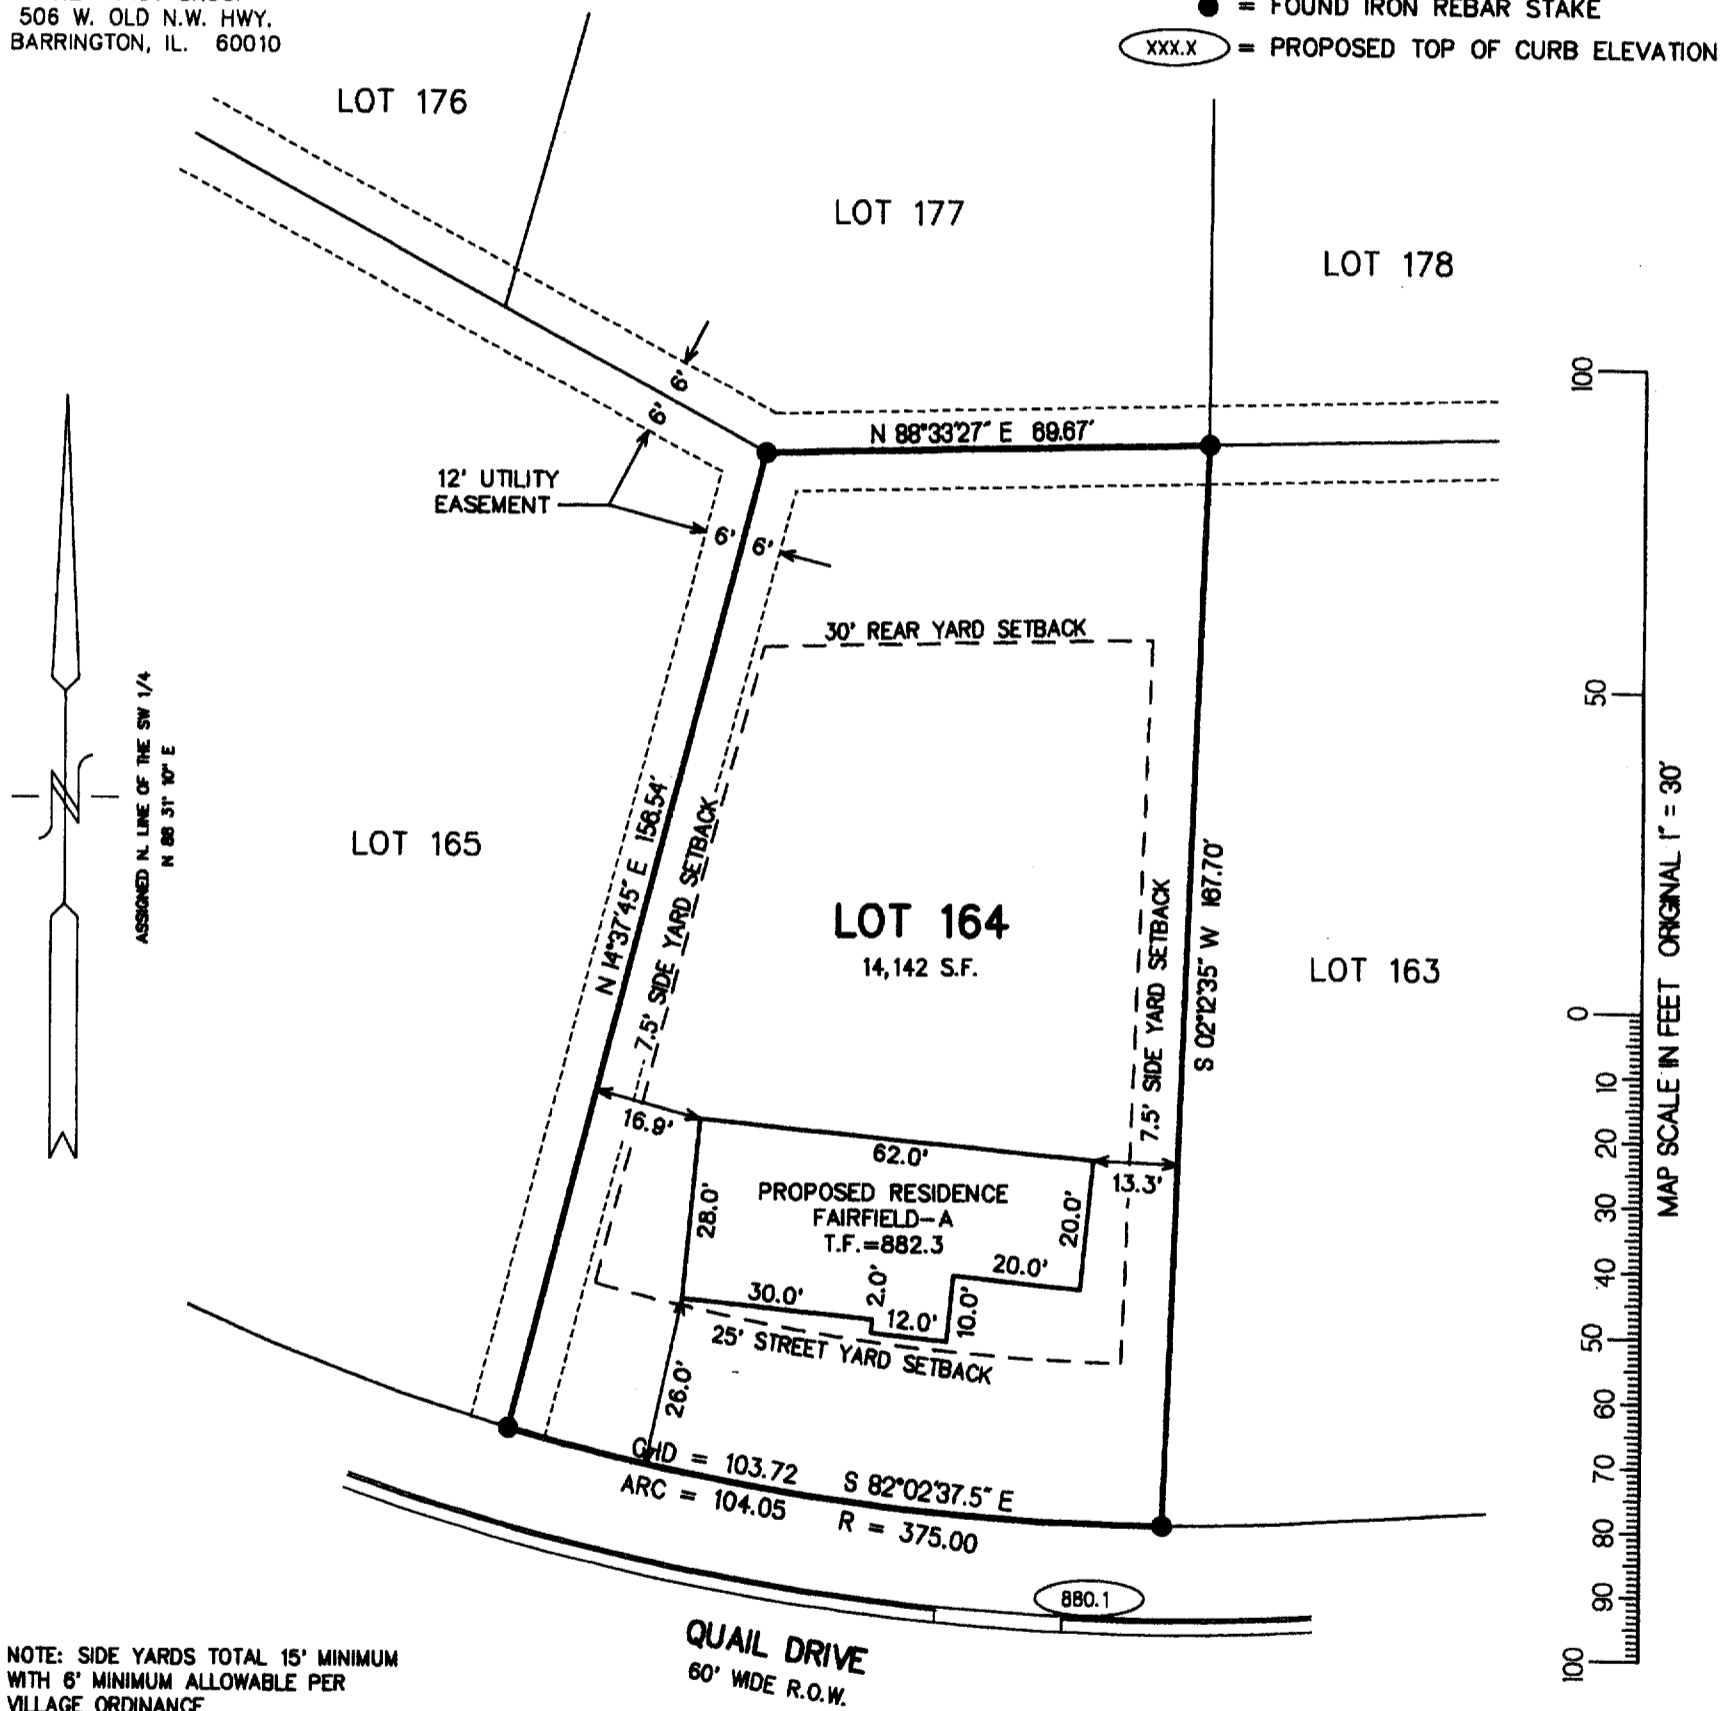 506 W. OLD N.W. HWY.
BARRINGTON, IL. 60010
● = FOUND IRON REBAR STAKE
XXX.X = PROPOSED TOP OF CURB ELEVATION
LOT 176
LOT 177
LOT 178
6'
6'
N 88°33'27" E 69.67'
12' UTILITY
EASEMENT
6' 6'
30' REAR YARD SETBACK
ASSIGNED N. LINE OF THE SW 1/4
N 88 31' 10" E
N
LOT 165
N 14°37'45" E 156.54'
7.5' SIDE YARD SETBACK
LOT 164
14,142 S.F.
7.5' SIDE YARD SETBACK
S 02°12'35" W 167.70'
LOT 163
16.9'
62.0'
13.3'
28.0'
PROPOSED RESIDENCE
FAIRFIELD-A
T.F.=882.3
20.0'
20.0'
30.0'
2.0'
12.0'
10.0'
25' STREET YARD SETBACK
26.0'
CHD = 103.72 S 82°02'37.5" E
ARC = 104.05 R = 375.00
880.1
QUAIL DRIVE
60' WIDE R.O.W.
100
50
0
10
20
30
40
50
60
70
80
90
100
MAP SCALE IN FEET ORIGINAL 1" = 30'
NOTE: SIDE YARDS TOTAL 15' MINIMUM
WITH 6' MINIMUM ALLOWABLE PER
VILLAGE ORDINANCE